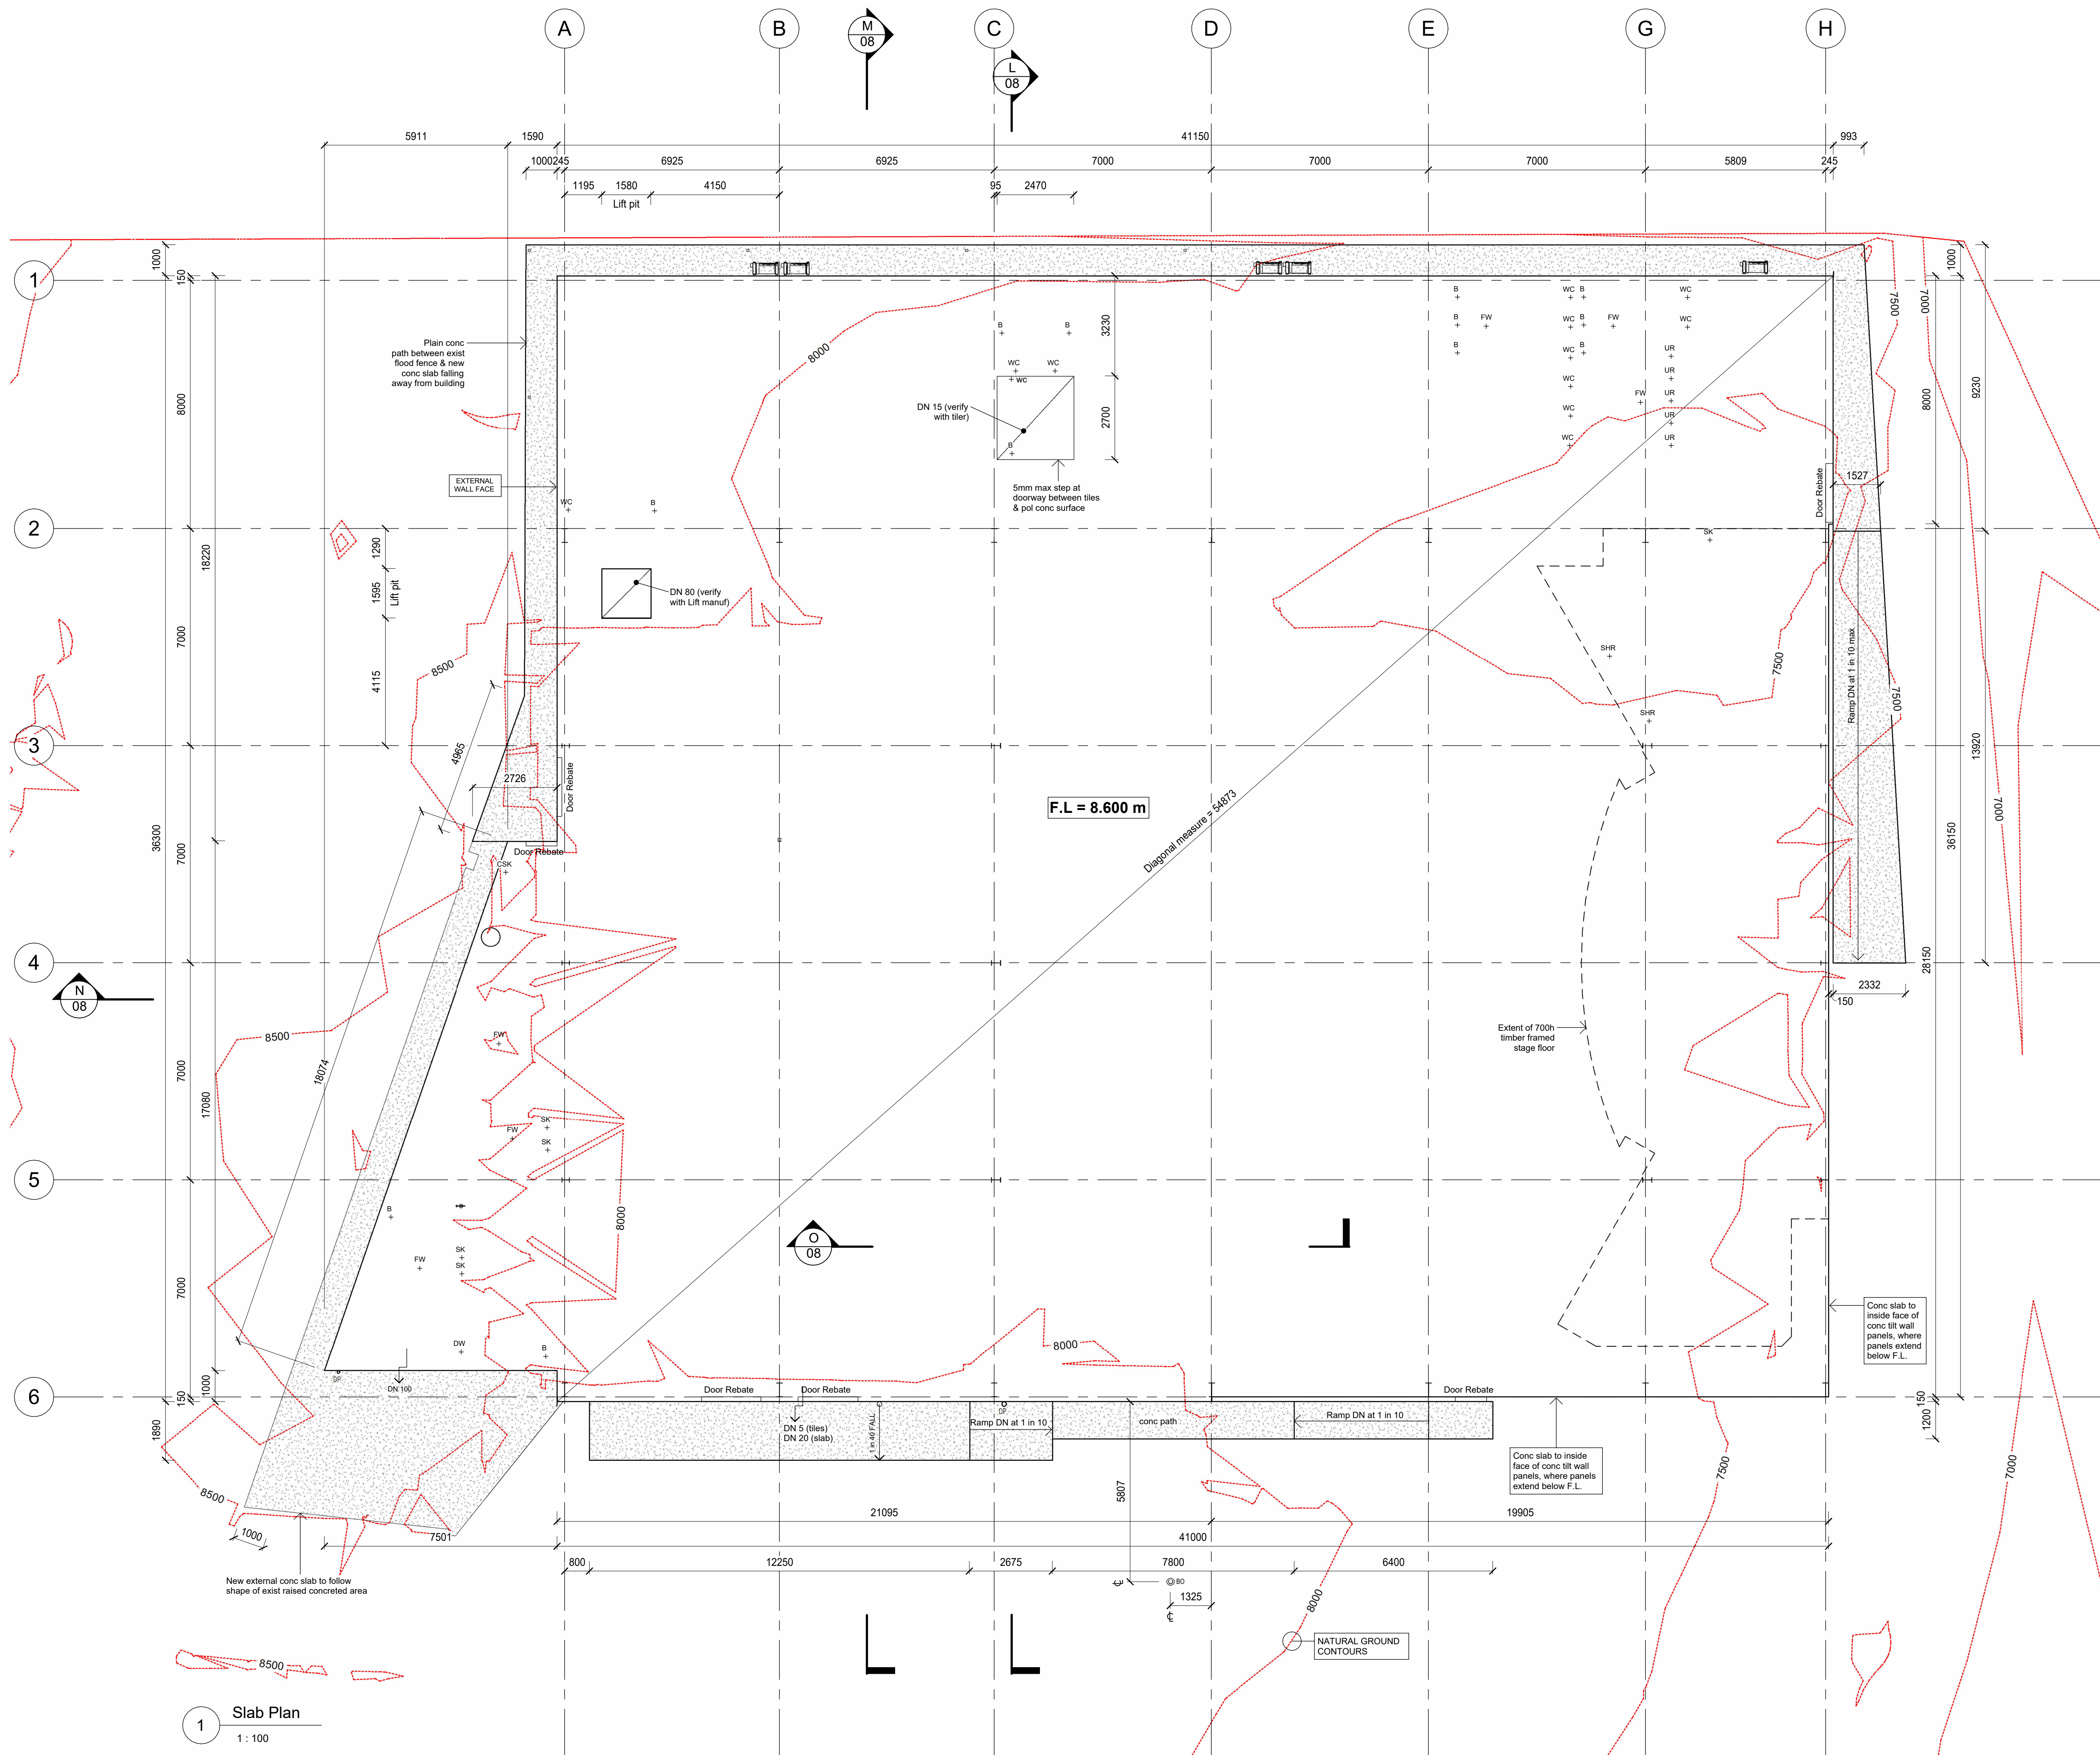 A
B
C
D
E
G
H
M
08
L
08
5911
1590
41150
993
1000
245
6925
6925
7000
7000
7000
5809
245
1195
1580
4150
95
2470
Lift pit
1
2
3
4
5
6
1000
150
8000
7000
7000
7000
7000
150
1890
36300
18220
17080
1000
1290
1595
Lift pit
4115
Plain conc
path between exist
flood fence & new
conc slab falling
away from building
EXTERNAL
WALL FACE
8000
3230
2700
B
B
WC
WC
wc
B
DN 15 (verify
with tiler)
5mm max step at
doorway between tiles
& pol conc surface
B
B
B
FW
WC
WC
WC
WC
WC
WC
B
B
B
FW
WC
WC
UR
UR
UR
UR
UR
FW
7500
7000
1000
8000
9230
Door Rebate
1527
WC
B
SK
DN 80 (verify
with Lift manuf)
8500
4965
2726
Door Rebate
Door Rebate
CSK
SHR
SHR
7500
Ramp DN at 1 in 10 max
7500
13920
7000
36150
28150
F.L = 8.600 m
Diagonal measure = 54873
2332
150
N
08
8500
18074
FW
FW
SK
SK
8000
Extent of 700h
timber framed
stage floor
B
FW
SK
SK
DW
B
O
08
Conc slab to
inside face of
conc tilt wall
panels, where
panels extend
below F.L.
8000
DP
DN 100
Door Rebate
Door Rebate
Door Rebate
DN 5 (tiles)
DN 20 (slab)
1 in 40 FALL
DP
Ramp DN at 1 in 10
conc path
Ramp DN at 1 in 10
150
1200
Conc slab to inside
face of conc tilt wall
panels, where panels
extend below F.L.
5807
7500
7000
8500
1000
7501
21095
19905
41000
800
12250
2675
7800
6400
BO
1325
8000
New external conc slab to follow
shape of exist raised concreted area
NATURAL GROUND
CONTOURS
8500
1
Slab Plan
1 : 100